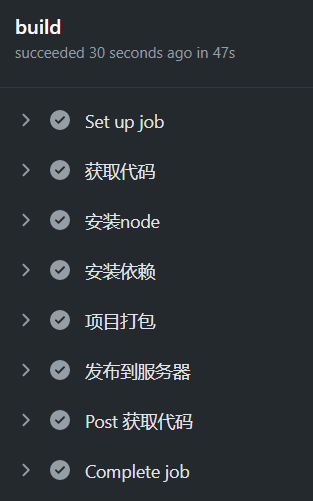 build
succeeded 30 seconds ago in 47s
Set up job
获取代码
安装node
安装依赖
项目打包
发布到服务器
Post 获取代码
Complete job